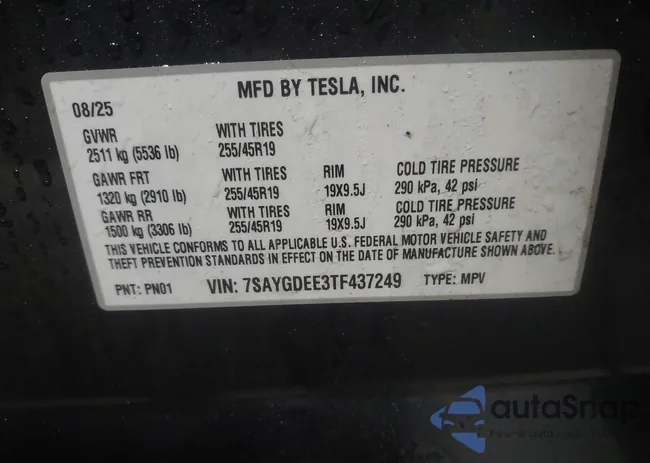 MFD BY TESLA, INC.
08/25
GVWR WITH TIRES
2511 kg (5536 lb) 255/45R19
GAWR FRT WITH TIRES RIM COLD TIRE PRESSURE
1320 kg (2910 lb) 255/45R19 19X9.5J 290 kPa, 42 psi
GAWR RR WITH TIRES RIM COLD TIRE PRESSURE
1500 kg (3306 lb) 255/45R19 19X9.5J 290 kPa, 42 psi
THIS VEHICLE CONFORMS TO ALL APPLICABLE U.S. FEDERAL MOTOR VEHICLE SAFETY AND
THEFT PREVENTION STANDARDS IN EFFECT ON THE DATE OF MANUFACTURE SHOWN ABOVE.
PNT: PN01 VIN: 7SAYGDEE3TF437249 TYPE: MPV
autaSnap
Pewne auta